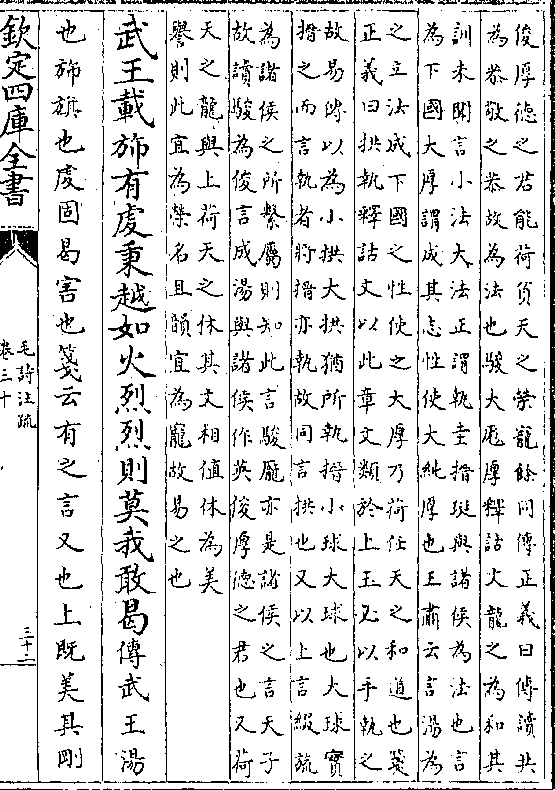 俊厚德之君能荷負天之榮寵餘同傳正義曰傳讀共
為恭敬之恭故為法也駿大厖厚釋詁文龍之為和其
訓未聞言小法大法正謂執圭搢珽與諸侯為法也言
為下國大厚謂成其志性使大純厚也王肅云言湯為
之立法成下國之性使之大厚乃荷任天之和道也箋
正義曰拱執釋詁文以此章文類於上玉必以手執之
故易傳以為小拱大拱猶所執搢小球大球也大球實
搢之而言執者將搢亦執故同言拱也又以上言綴旒
為諸侯之所繫屬則知此言駿厖亦是諸侯之言天子
故讀駿為俊言成湯與諸侯作英俊厚德之君也又荷
天之龍與上荷天之休其文相值休為美
譽則此宜為榮名且韻宜為寵故易之也
武王載斾有虔秉越如火烈烈則莫我敢曷傳武王湯
也斾旗也虔固曷害也箋云有之言又也上既美其剛
欽定四庫全書
毛詩注疏
卷三十
三十二